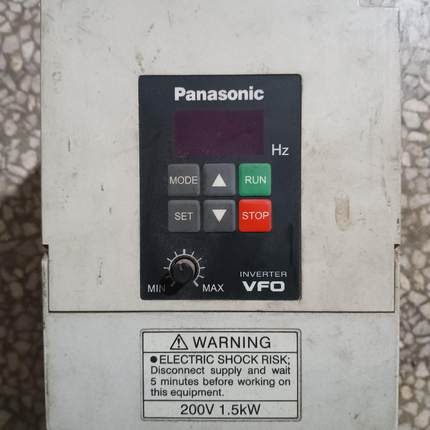 Panasonic
Hz
MODE ▲ RUN
SET ▼ STOP
MIN MAX
INVERTER
VFO
⚠ WARNING
●ELECTRIC SHOCK RISK;
Disconnect supply and wait
5 minutes before working on
this equipment.
200V 1.5kW